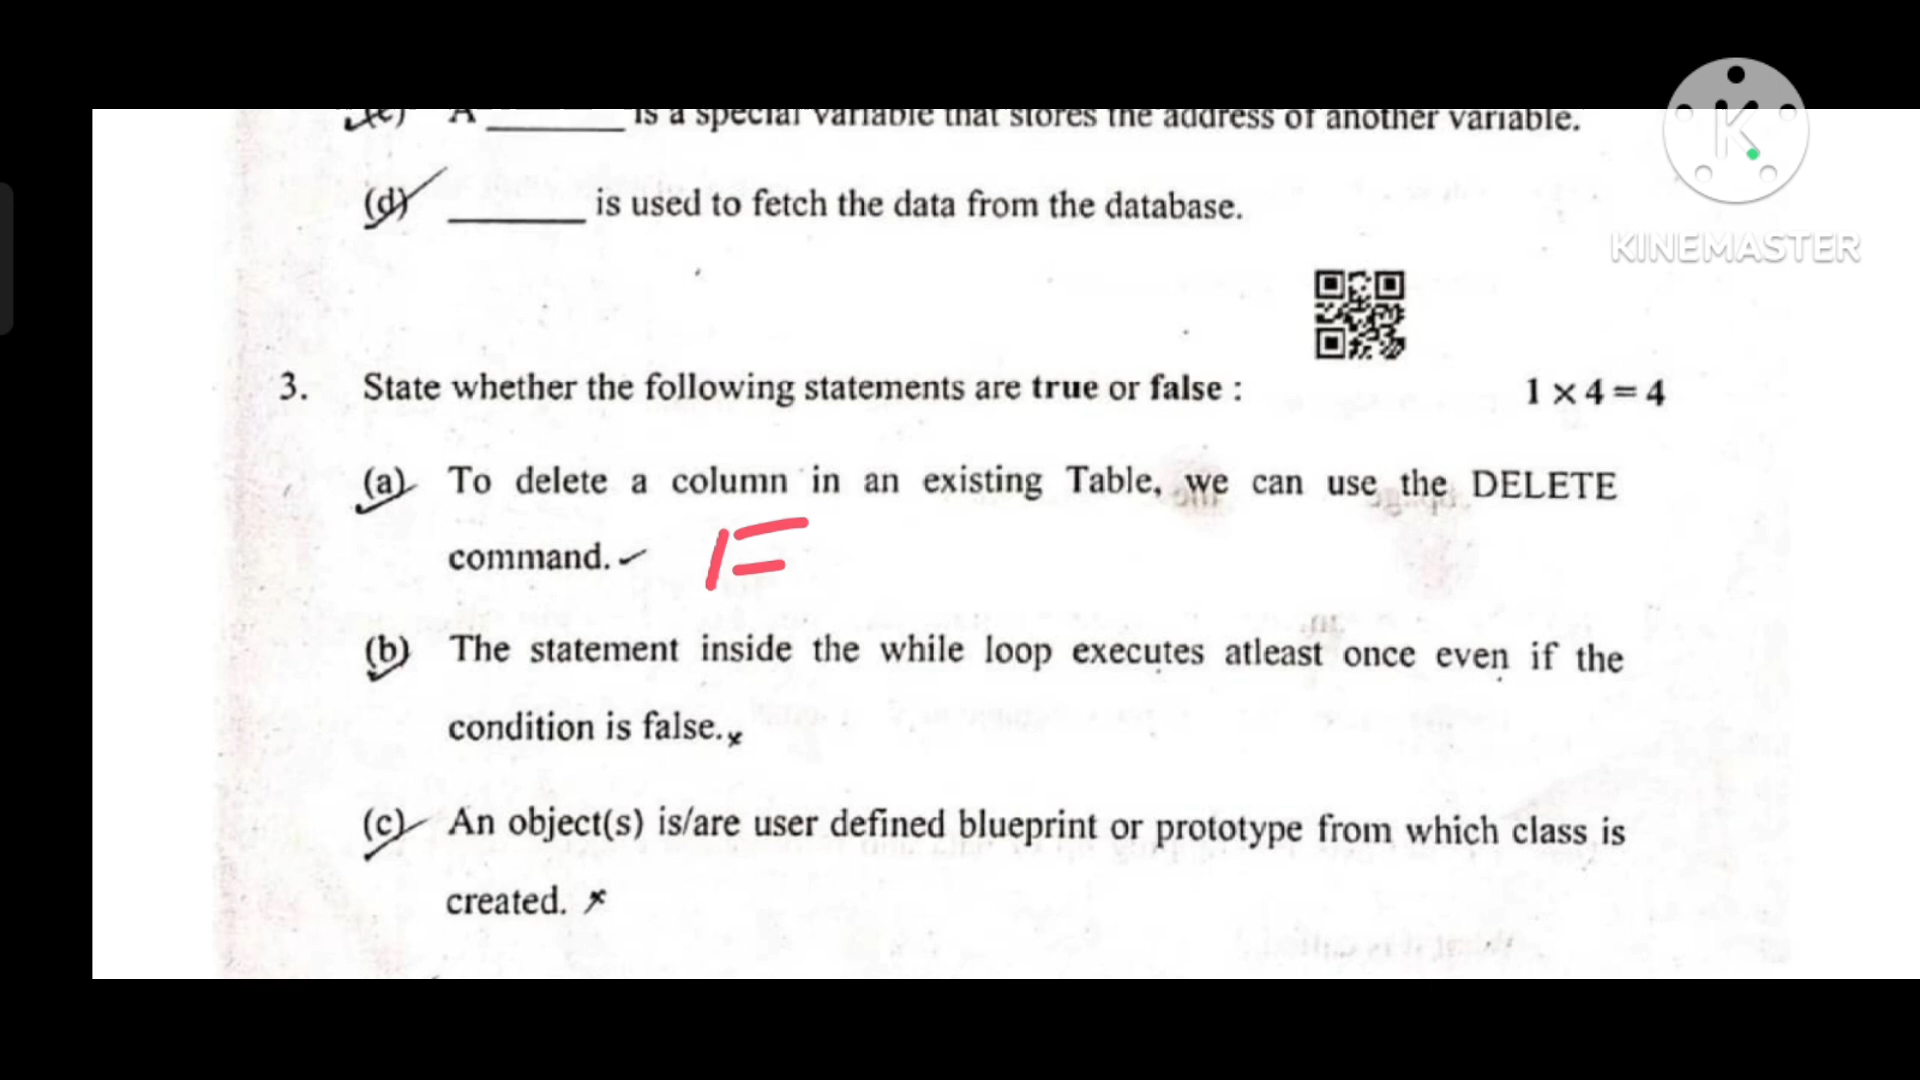 (c) A ______ is a special variable that stores the address of another variable.
(d) ______ is used to fetch the data from the database.
KINEMASTER
3. State whether the following statements are true or false : 1 × 4 = 4
(a) To delete a column in an existing Table, we can use the DELETE
command. F
(b) The statement inside the while loop executes atleast once even if the
condition is false.
(c) An object(s) is/are user defined blueprint or prototype from which class is
created.